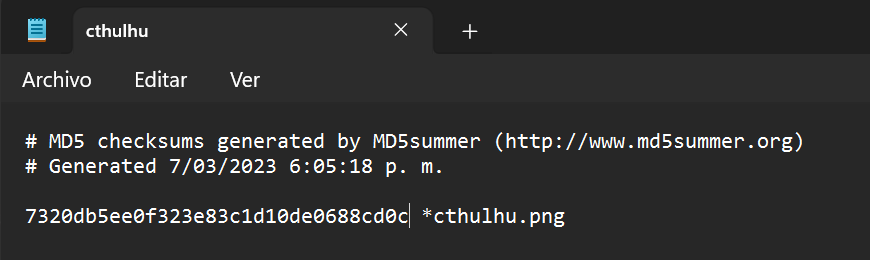 cthulhu
Archivo Editar Ver
# MD5 checksums generated by MD5summer (http://www.md5summer.org)
# Generated 7/03/2023 6:05:18 p. m.
7320db5ee0f323e83c1d10de0688cd0c *cthulhu.png